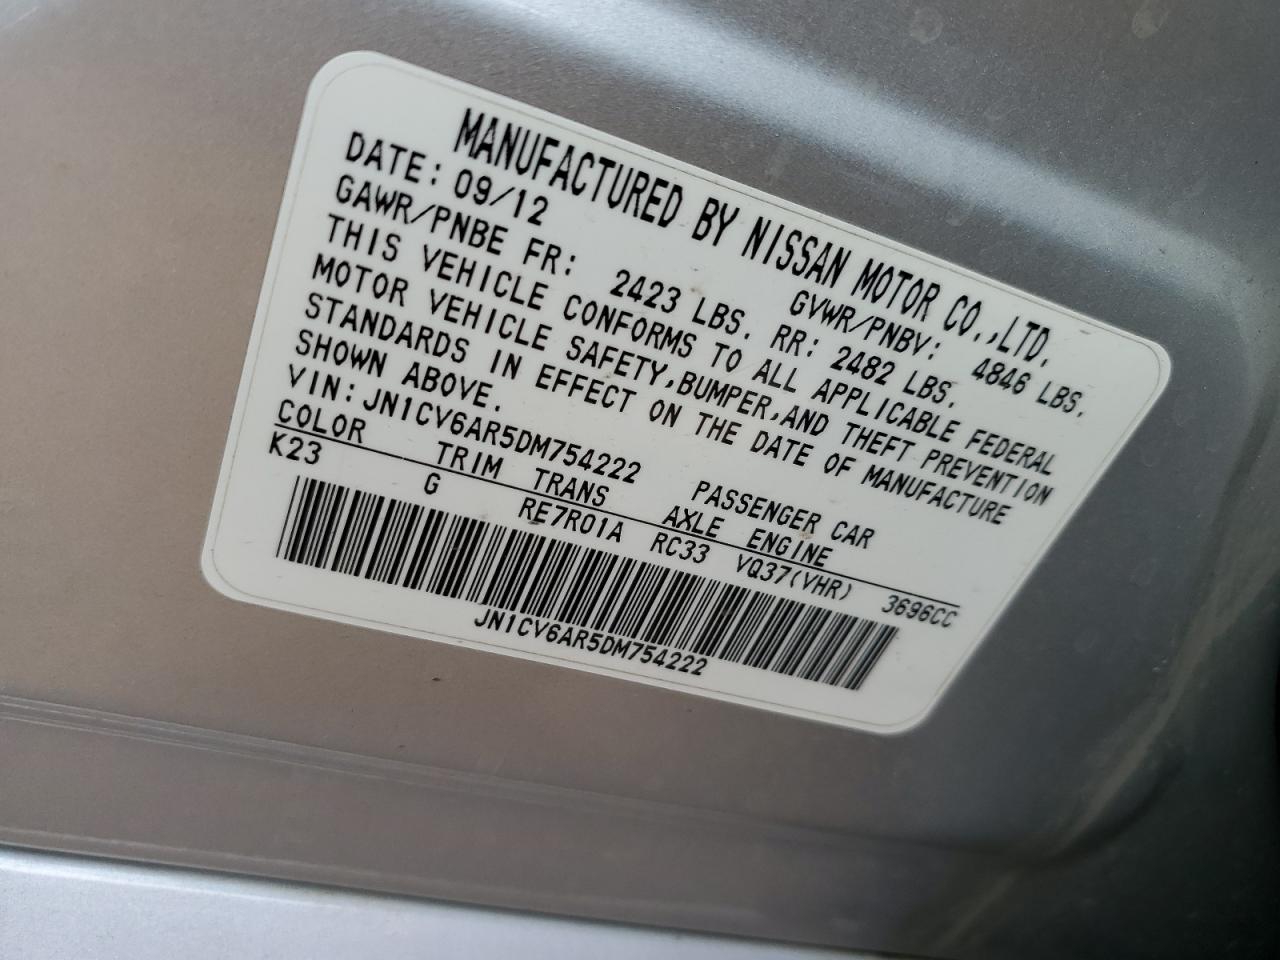 MANUFACTURED BY NISSAN MOTOR CO.,LTD.
DATE: 09/12 GVWR/PNBV: 4846 LBS.
GAWR/PNBE FR: 2423 LBS. RR: 2482 LBS.
THIS VEHICLE CONFORMS TO ALL APPLICABLE FEDERAL
MOTOR VEHICLE SAFETY,BUMPER,AND THEFT PREVENTION
STANDARDS IN EFFECT ON THE DATE OF MANUFACTURE
SHOWN ABOVE.
VIN: JN1CV6AR5DM754222 PASSENGER CAR
COLOR TRIM TRANS AXLE ENGINE
K23 G RE7R01A RC33 VQ37(VHR) 3696CC
JN1CV6AR5DM754222